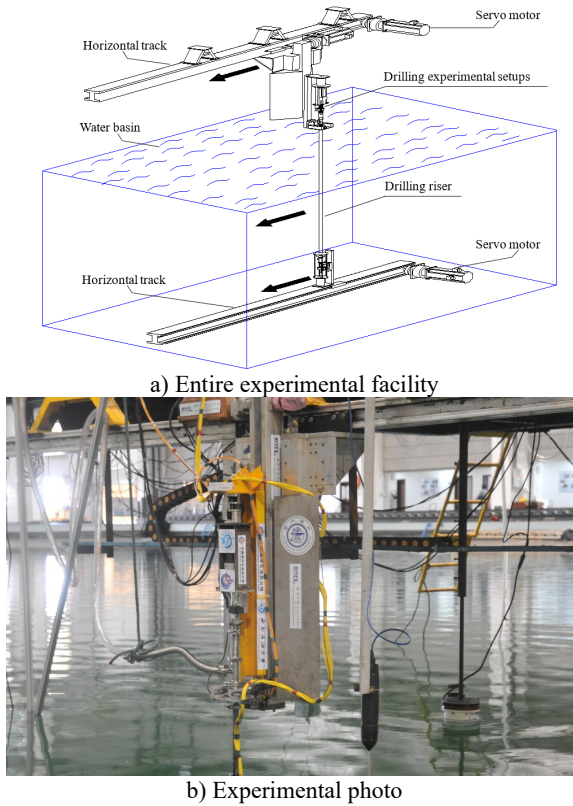 Servo motor
Horizontal track
Drilling experimental setups
Water basin
Drilling riser
Servo motor
Horizontal track
a) Entire experimental facility
b) Experimental photo